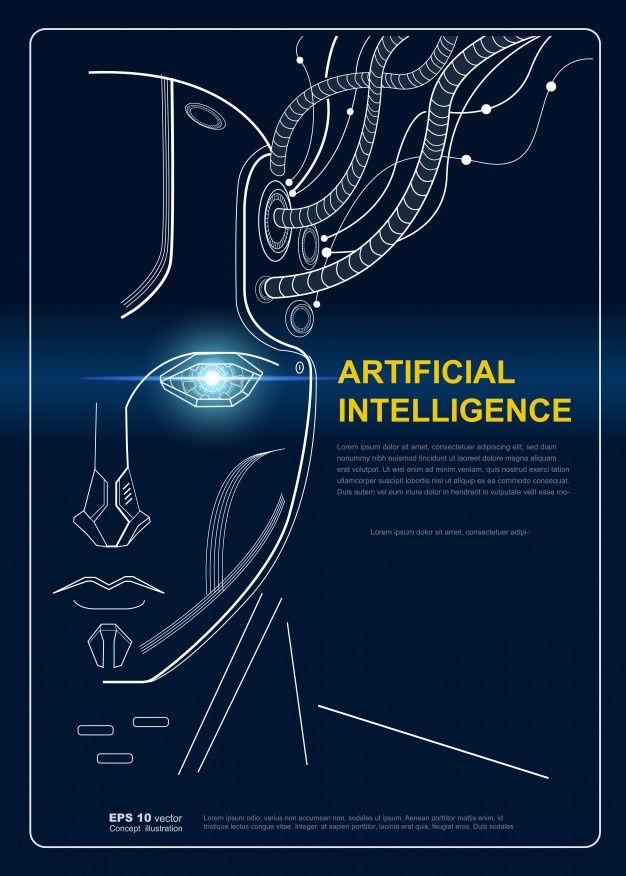 ARTIFICIAL
INTELLIGENCE
Lorem ipsum dolor sit amet, consectetuer adipiscing elit, sed diam
nonummy nibh euismod tincidunt ut laoreet dolore magna aliquam
erat volutpat. Ut wisi enim ad minim veniam, quis nostrud exerci
ullamcorper suscipit lobortis nisl ut aliquip ex ea commodo consequat.
Duis autem vel eum iriure dolor in hendrerit in vulputate velit esse mo-
Lorem ipsum dolor sit amet, consectetuer adipi-
EPS 10 vector
Concept illustration
Lorem ipsum odio, varius non accumsan non, sodales ut ipsum. Aenean porttitor mattis enim, id
tristique lectus congue vitae. Integer at sapien pulvinar, lacinia erat quis, feugiat erat. Duis sodales